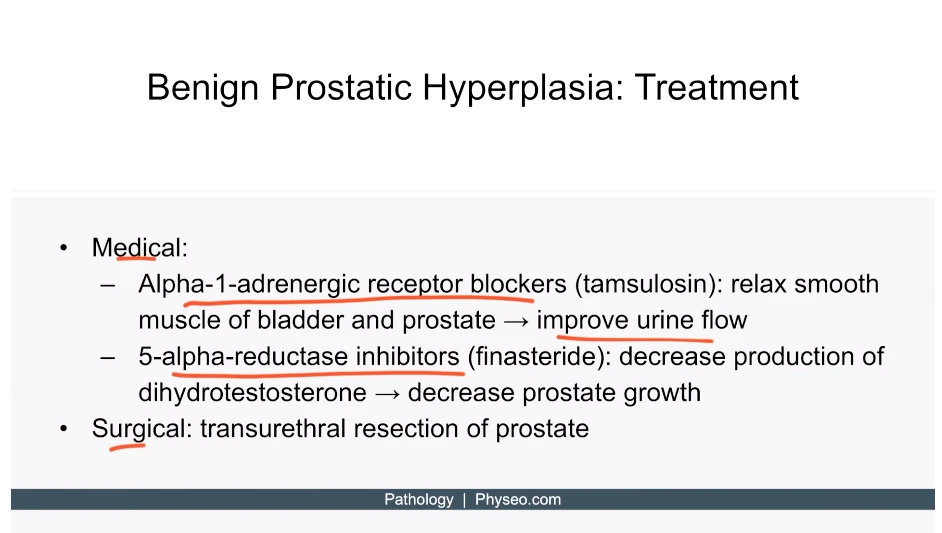 Benign Prostatic Hyperplasia: Treatment
• Medical:
– Alpha-1-adrenergic receptor blockers (tamsulosin): relax smooth
muscle of bladder and prostate → improve urine flow
– 5-alpha-reductase inhibitors (finasteride): decrease production of
dihydrotestosterone → decrease prostate growth
• Surgical: transurethral resection of prostate
Pathology | Physeo.com